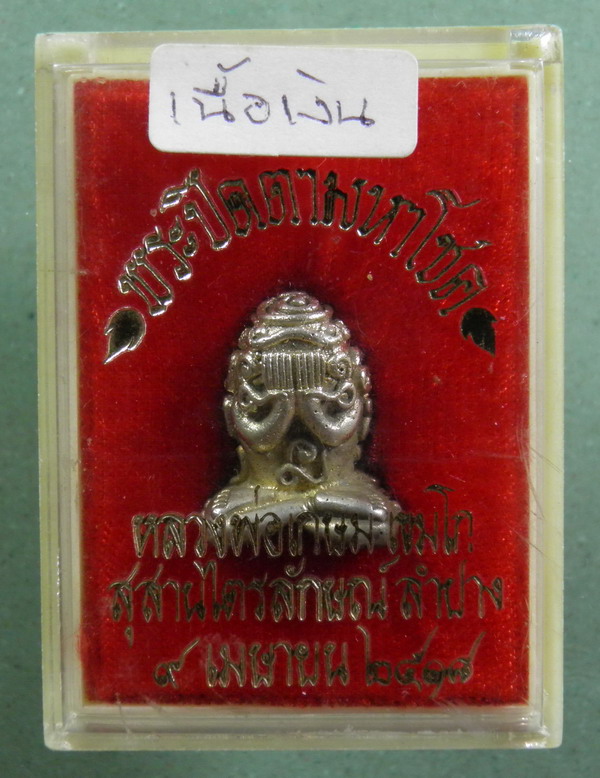 เนื้อเงิน
พระปิดตามหาโชค
หลวงพ่อเกษม เขมโก
สุสานไตรลักษณ์ ลำปาง
๙ เมษายน ๒๕๑๗